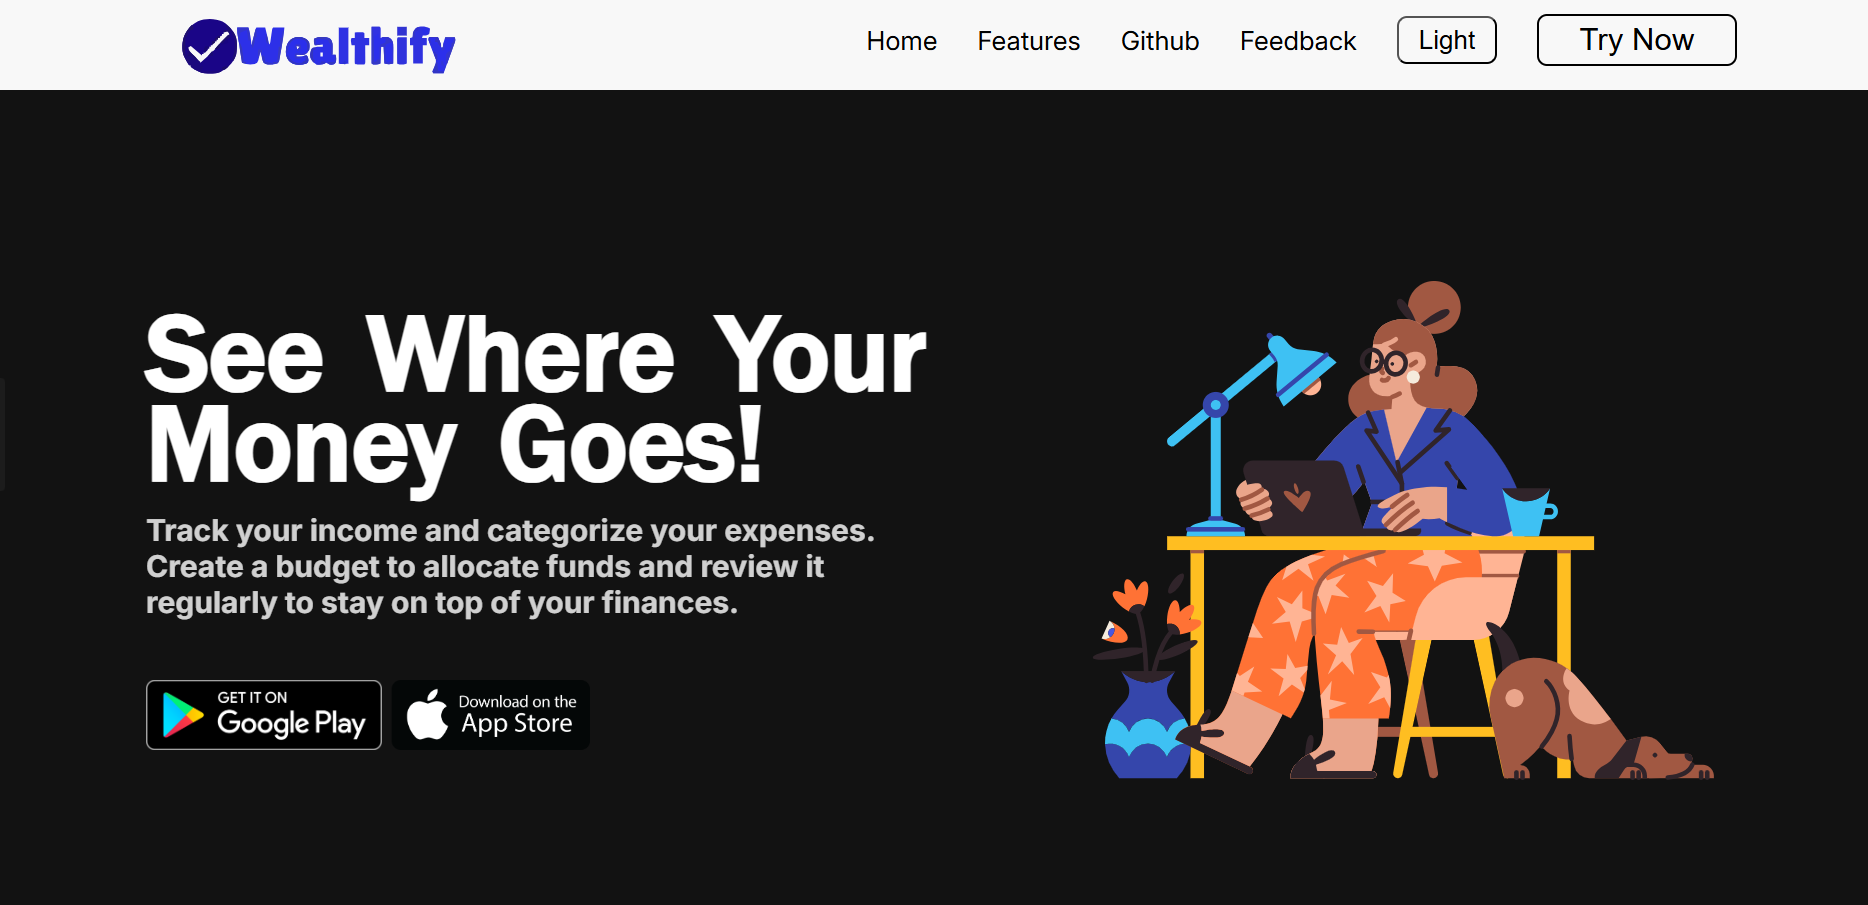 Wealthify
Home Features Github Feedback Light Try Now
See Where Your
Money Goes!
Track your income and categorize your expenses.
Create a budget to allocate funds and review it
regularly to stay on top of your finances.
GET IT ON
Google Play
Download on the
App Store